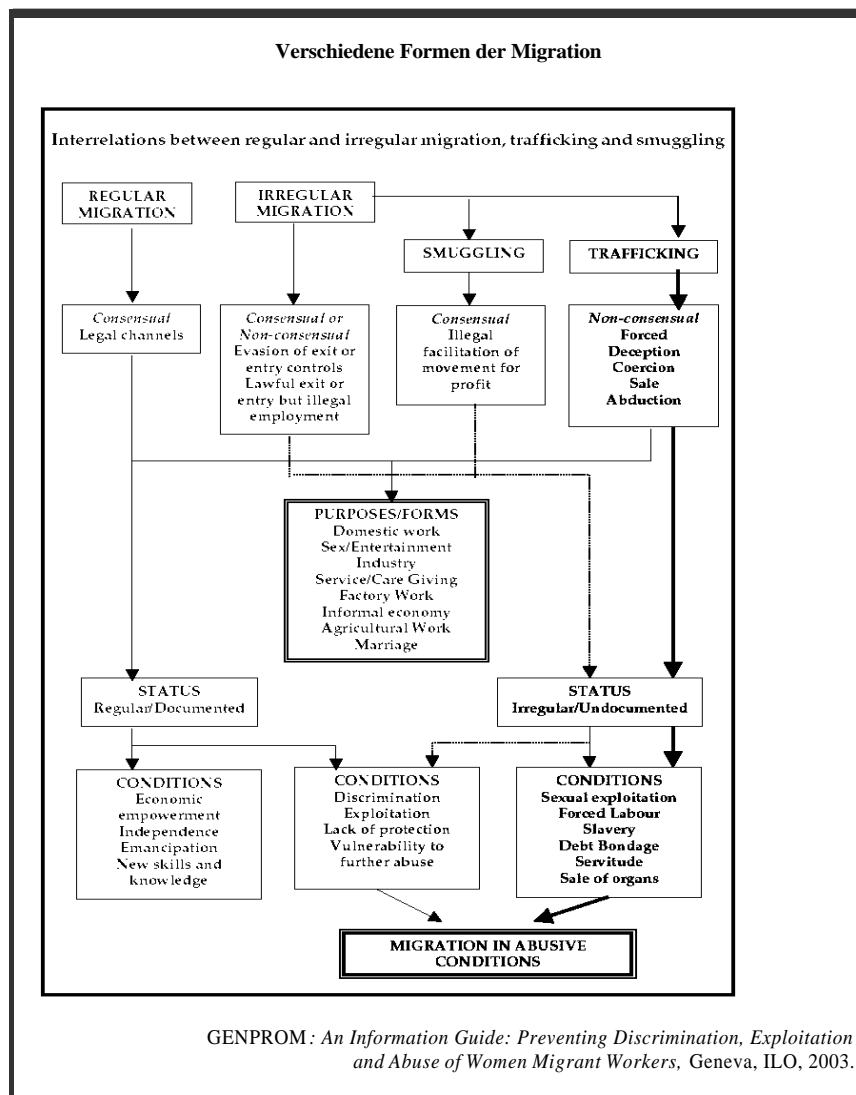 Verschiedene Formen der Migration
Interrelations between regular and irregular migration, trafficking and smuggling
REGULAR
MIGRATION
IRREGULAR
MIGRATION
SMUGGLING
TRAFFICKING
Consensual
Legal channels
Consensual or
Non-consensual
Evasion of exit or
entry controls
Lawful exit or
entry but illegal
employment
Consensual
Illegal
facilitation of
movement for
profit
Non-consensual
Forced
Deception
Coercion
Sale
Abduction
PURPOSES/FORMS
Domestic work
Sex/Entertainment
Industry
Service/Care Giving
Factory Work
Informal economy
Agricultural Work
Marriage
STATUS
Regular/Documented
STATUS
Irregular/Undocumented
CONDITIONS
Economic
empowerment
Independence
Emancipation
New skills and
knowledge
CONDITIONS
Discrimination
Exploitation
Lack of protection
Vulnerability to
further abuse
CONDITIONS
Sexual exploitation
Forced Labour
Slavery
Debt Bondage
Servitude
Sale of organs
MIGRATION IN ABUSIVE
CONDITIONS
GENPROM: An Information Guide: Preventing Discrimination, Exploitation
and Abuse of Women Migrant Workers, Geneva, ILO, 2003.